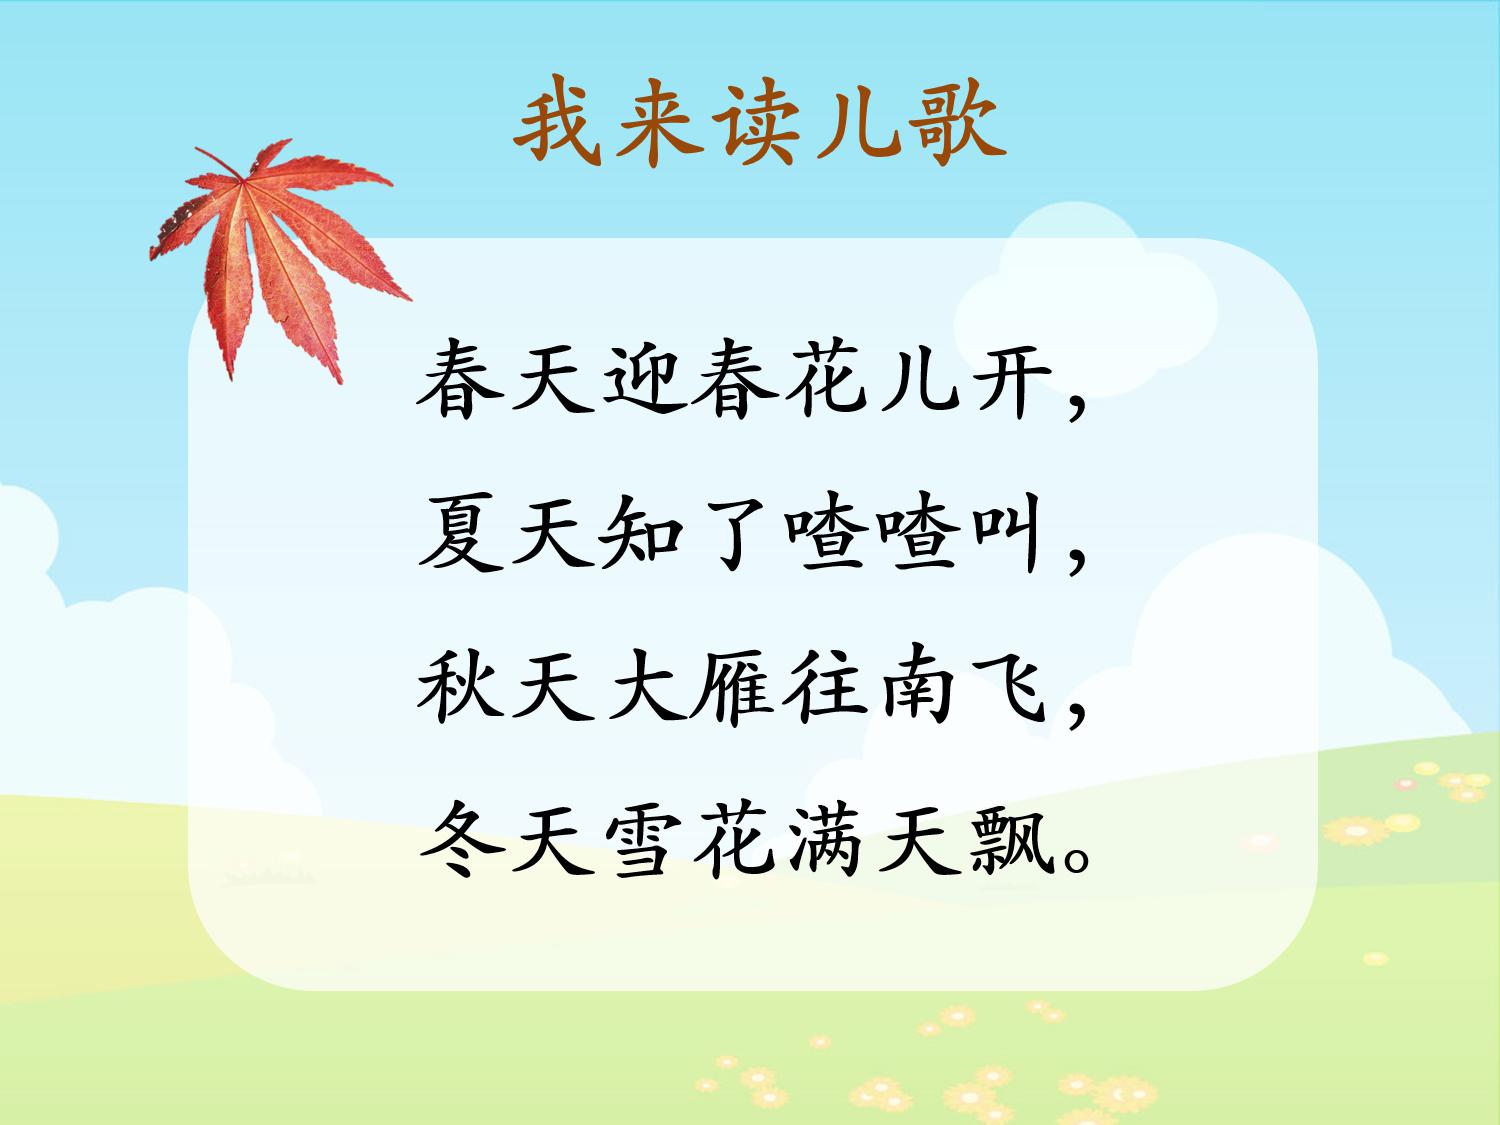 我来读儿歌
春天迎春花儿开，
夏天知了喳喳叫，
秋天大雁往南飞，
冬天雪花满天飘。